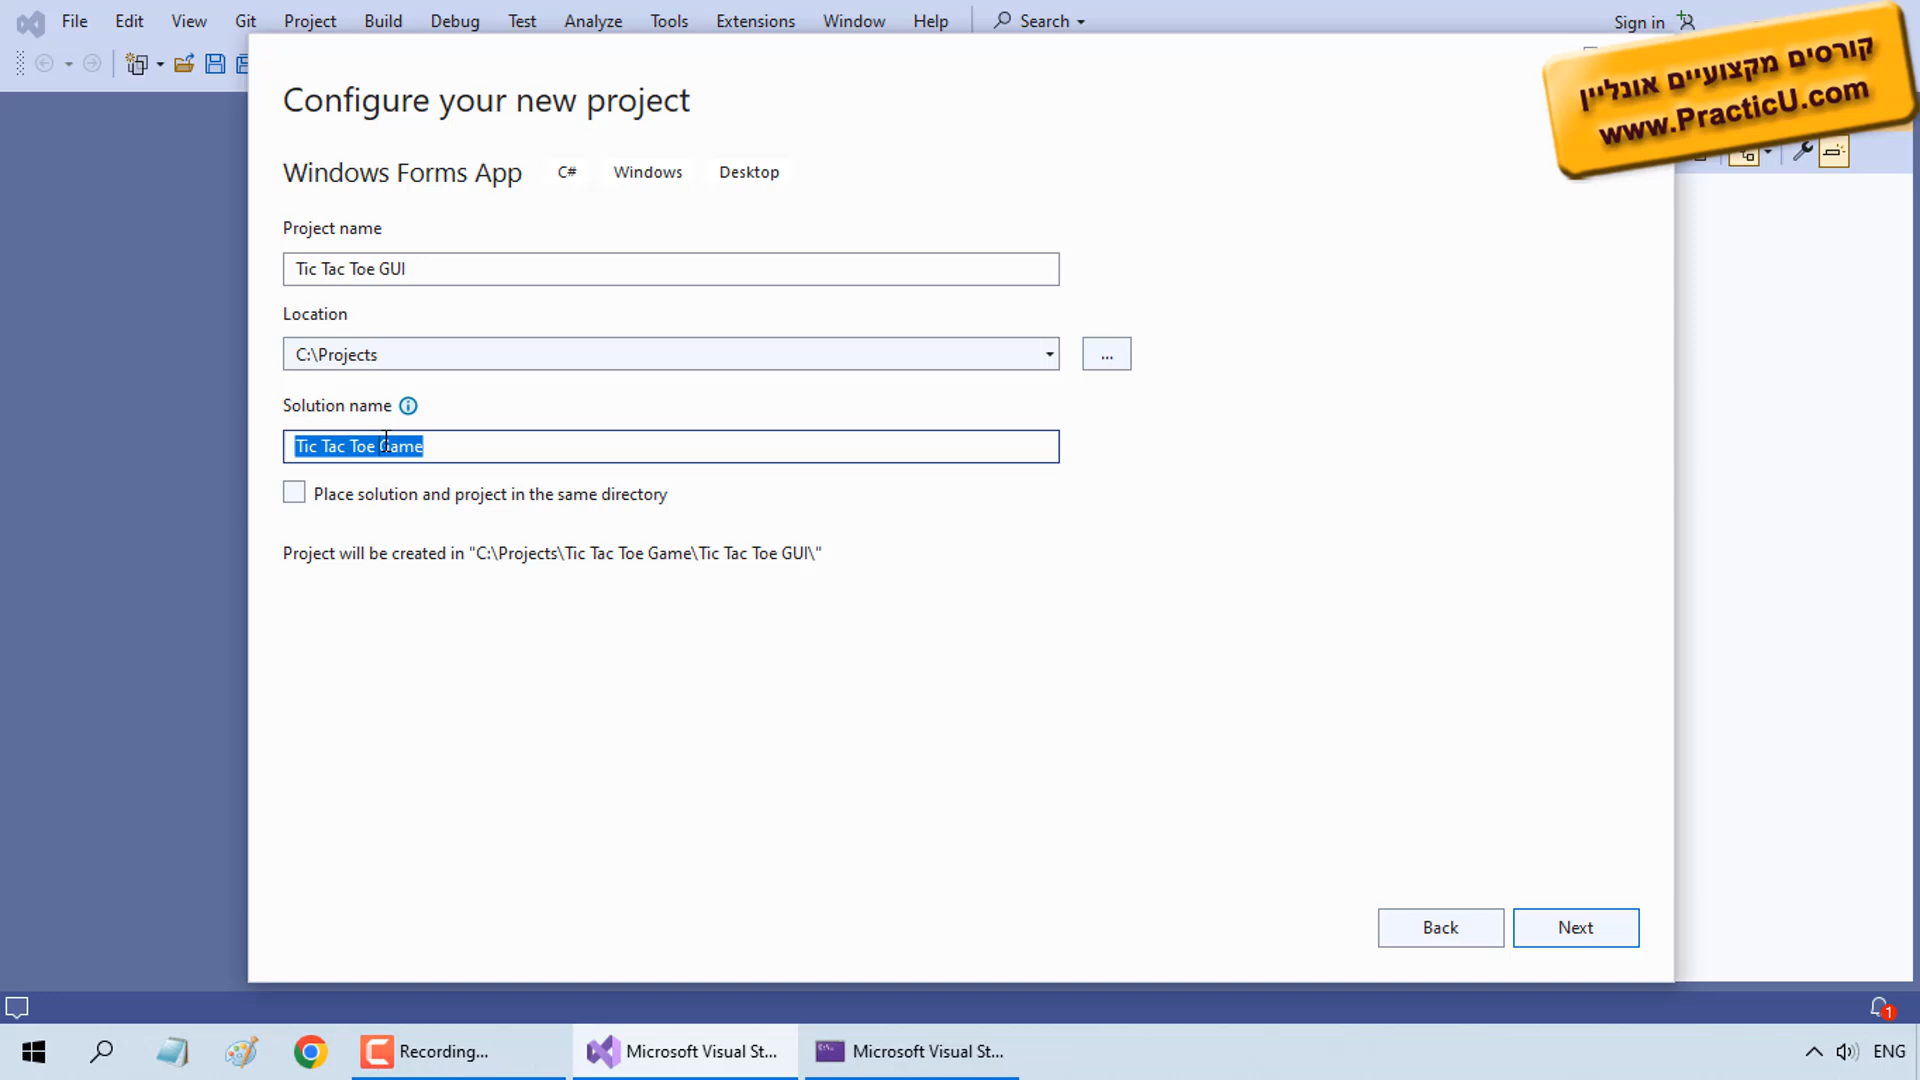 File Edit View Git Project Build Debug Test Analyze Tools Extensions Window Help Search Sign in
קורסים מקצועיים אונליין
www.PracticU.com
Configure your new project
Windows Forms App C# Windows Desktop
Project name
Tic Tac Toe GUI
Location
C:\Projects
...
Solution name
Tic Tac Toe Game
Place solution and project in the same directory
Project will be created in "C:\Projects\Tic Tac Toe Game\Tic Tac Toe GUI\"
Back Next
1
Recording... Microsoft Visual St... Microsoft Visual St... ENG